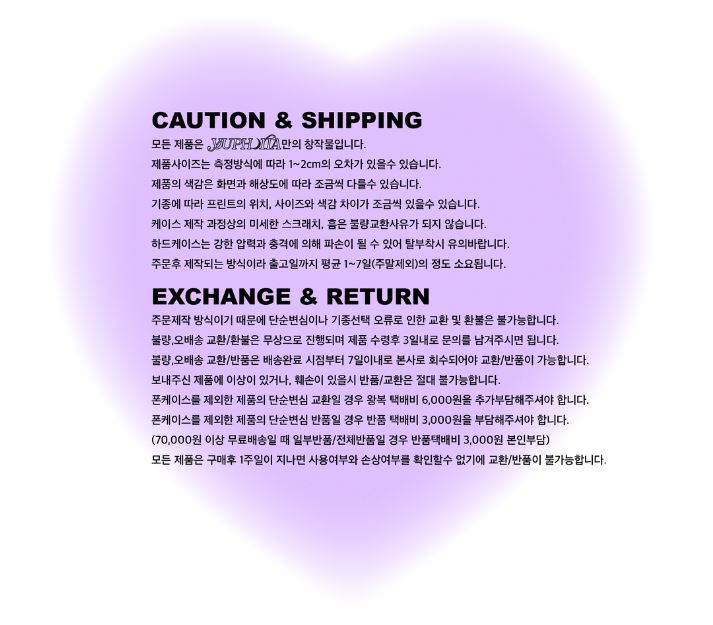 CAUTION & SHIPPING
모든 제품은 YUPHORIA만의 창작물입니다.
제품사이즈는 측정방식에 따라 1~2cm의 오차가 있을수 있습니다.
제품의 색감은 화면과 해상도에 따라 조금씩 다를수 있습니다.
기종에 따라 프린트의 위치, 사이즈와 색감 차이가 조금씩 있을수 있습니다.
케이스 제작 과정상의 미세한 스크래치, 흠은 불량교환사유가 되지 않습니다.
하드케이스는 강한 압력과 충격에 의해 파손이 될 수 있어 탈부착시 유의바랍니다.
주문후 제작되는 방식이라 출고일까지 평균 1~7일(주말제외)의 정도 소요됩니다.
EXCHANGE & RETURN
주문제작 방식이기 때문에 단순변심이나 기종선택 오류로 인한 교환 및 환불은 불가능합니다.
불량,오배송 교환/환불은 무상으로 진행되며 제품 수령후 3일내로 문의를 남겨주시면 됩니다.
불량,오배송 교환/반품은 배송완료 시점부터 7일이내로 본사로 회수되어야 교환/반품이 가능합니다.
보내주신 제품에 이상이 있거나, 훼손이 있을시 반품/교환은 절대 불가능합니다.
폰케이스를 제외한 제품의 단순변심 교환일 경우 왕복 택배비 6,000원을 추가부담해주셔야 합니다.
폰케이스를 제외한 제품의 단순변심 반품일 경우 반품 택배비 3,000원을 부담해주셔야 합니다.
(70,000원 이상 무료배송일 때 일부반품/전체반품일 경우 반품택배비 3,000원 본인부담)
모든 제품은 구매후 1주일이 지나면 사용여부와 손상여부를 확인할수 없기에 교환/반품이 불가능합니다.